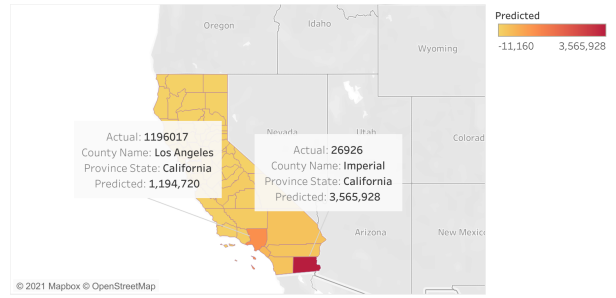 Predicted
-11,160 3,565,928
Oregon
Idaho
Wyoming
Nevada
Utah
Colorad
Arizona
New Mexico
Actual: 1196017
County Name: Los Angeles
Province State: California
Predicted: 1,194,720
Actual: 26926
County Name: Imperial
Province State: California
Predicted: 3,565,928
© 2021 Mapbox © OpenStreetMap